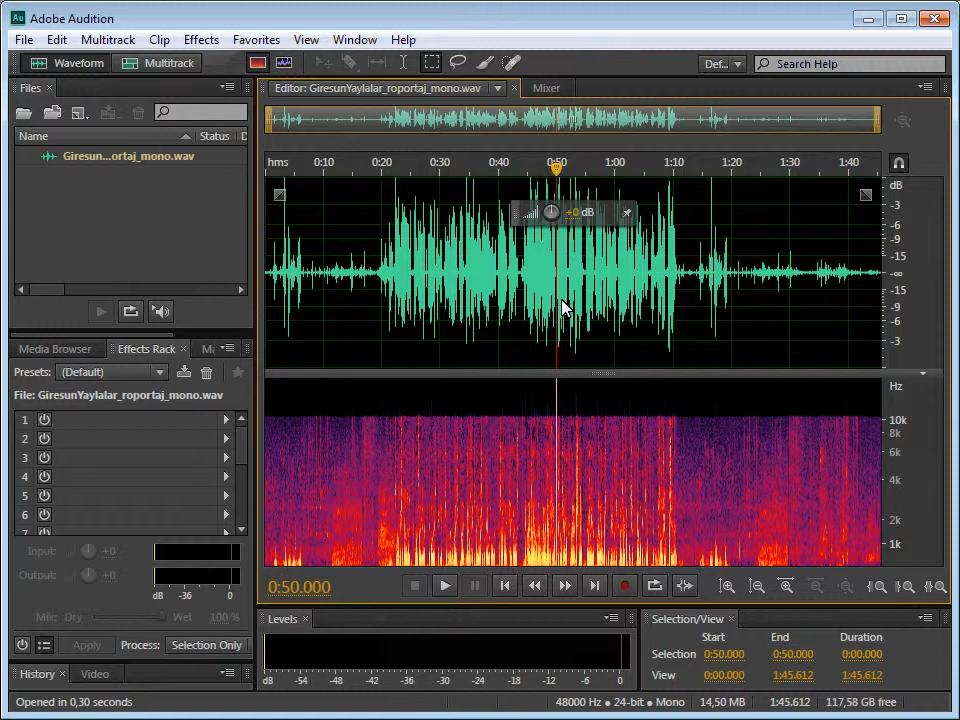 Au Adobe Audition
File Edit Multitrack Clip Effects Favorites View Window Help
Waveform Multitrack Def... Search Help
Files Editor: GiresunYaylalar_roportaj_mono.wav Mixer
Name Status D
Giresun...ortaj_mono.wav
hms 0:10 0:20 0:30 0:40 0:50 1:00 1:10 1:20 1:30 1:40
+0 dB
dB
-3
-6
-9
-15
-∞
-15
-9
-6
-3
Media Browser Effects Rack Ma
Presets: (Default)
File: GiresunYaylalar_roportaj_mono.wav
1
2
3
4
5
6
7
Hz
10k
8k
6k
4k
2k
1k
Input: +0
Output: +0
dB -36 0
Mix: Dry Wet 100 %
Apply Process: Selection Only
0:50.000
Levels
dB -54 -48 -42 -36 -30 -24 -18 -12 -6 0
Selection/View
Start End Duration
Selection 0:50.000 0:50.000 0:00.000
View 0:00.000 1:45.612 1:45.612
History Video
Opened in 0,30 seconds 48000 Hz ● 24-bit ● Mono 14,50 MB 1:45.612 117,58 GB free